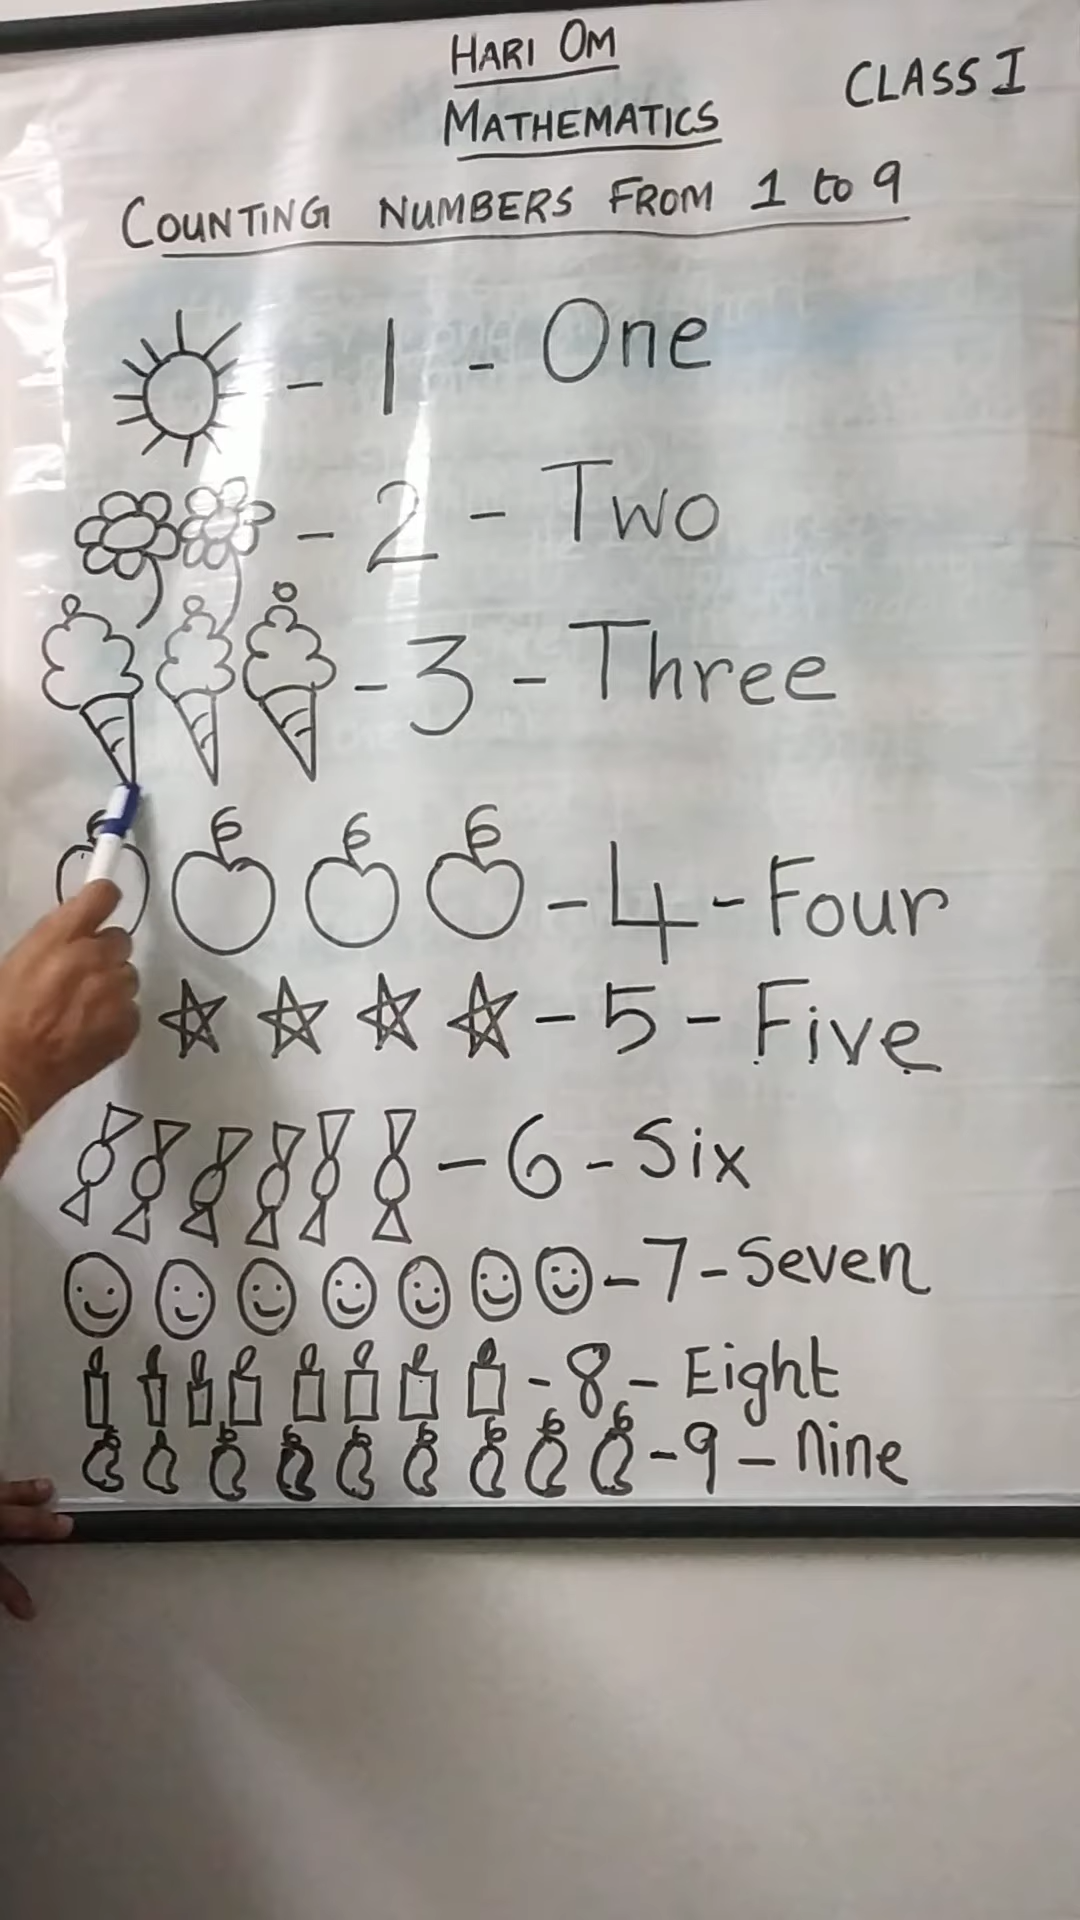 HARI OM
MATHEMATICS
CLASS I
COUNTING NUMBERS FROM 1 to 9
- 1 - One
- 2 - Two
- 3 - Three
- 4 - Four
- 5 - Five
- 6 - Six
- 7 - Seven
- 8 - Eight
- 9 - Nine